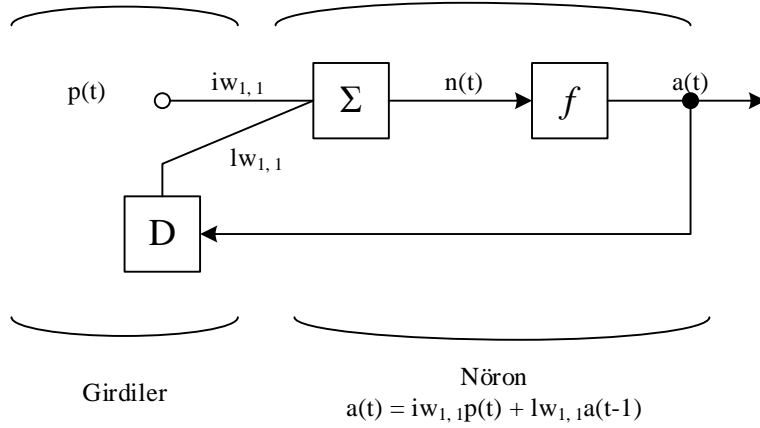 p(t)
iw1, 1
Σ
n(t)
f
a(t)
lw1, 1
D
Girdiler
Nöron
a(t) = iw1, 1p(t) + lw1, 1a(t-1)